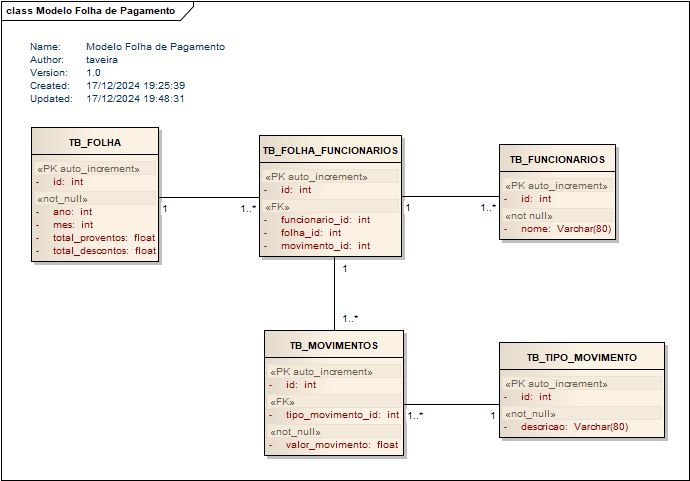 class Modelo Folha de Pagamento
Name: Modelo Folha de Pagamento
Author: taveira
Version: 1.0
Created: 17/12/2024 19:25:39
Updated: 17/12/2024 19:48:31
TB_FOLHA
«PK auto_increment»
- id: int
«not_null»
- ano: int
- mes: int
- total_proventos: float
- total_descontos: float
1
1..*
TB_FOLHA_FUNCIONARIOS
«PK auto_increment»
- id: int
«FK»
- funcionario_id: int
- folha_id: int
- movimento_id: int
1
1..*
TB_FUNCIONARIOS
«PK auto_increment»
- id: int
«not null»
- nome: Varchar(80)
1
1..*
TB_MOVIMENTOS
«PK auto_increment»
- id: int
«FK»
- tipo_movimento_id: int
«not_null»
- valor_movimento: float
1..*
1
TB_TIPO_MOVIMENTO
«PK auto_increment»
- id: int
«not_null»
- descricao: Varchar(80)